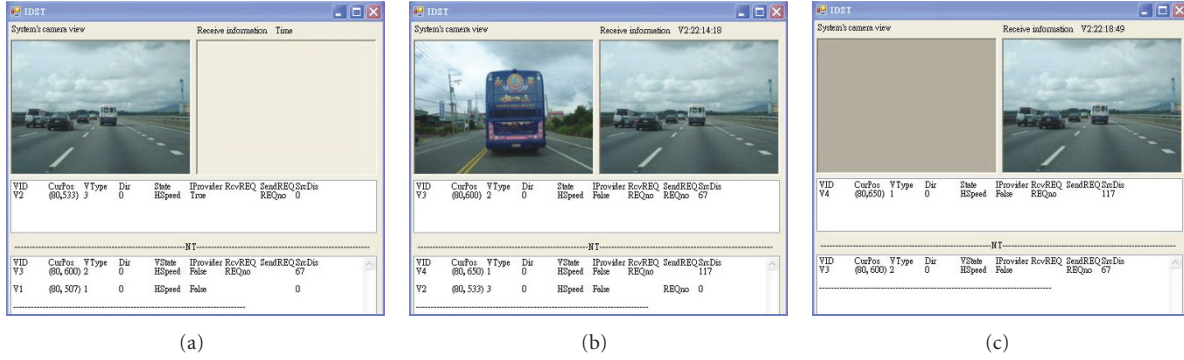 IDST
System's camera view Receive information Time
VID CurPos VType Dir State IProvider RcvREQ SendREQ SrcDis
V2 (80,533) 3 0 HSpeed True REQno 0
NT
VID CurPos VType Dir VState IProvider RcvREQ SendREQ SrcDis
V3 (80, 600) 2 0 HSpeed False REQno 67
V1 (80, 507) 1 0 HSpeed False 0
(a)
IDST
System's camera view Receive information V2:22:14:18
VID CurPos VType Dir State IProvider RcvREQ SendREQ SrcDis
V3 (80,600) 2 0 HSpeed False REQno REQno 67
NT
VID CurPos VType Dir VState IProvider RcvREQ SendREQ SrcDis
V4 (80, 650) 1 0 HSpeed False REQno 117
V2 (80, 533) 3 0 HSpeed False REQno 0
(b)
IDST
System's camera view Receive information V2:22:18:49
VID CurPos VType Dir State IProvider RcvREQ SendREQ SrcDis
V4 (80,650) 1 0 HSpeed False REQno 117
NT
VID CurPos VType Dir VState IProvider RcvREQ SendREQ SrcDis
V3 (80, 600) 2 0 HSpeed False REQno 67
(c)